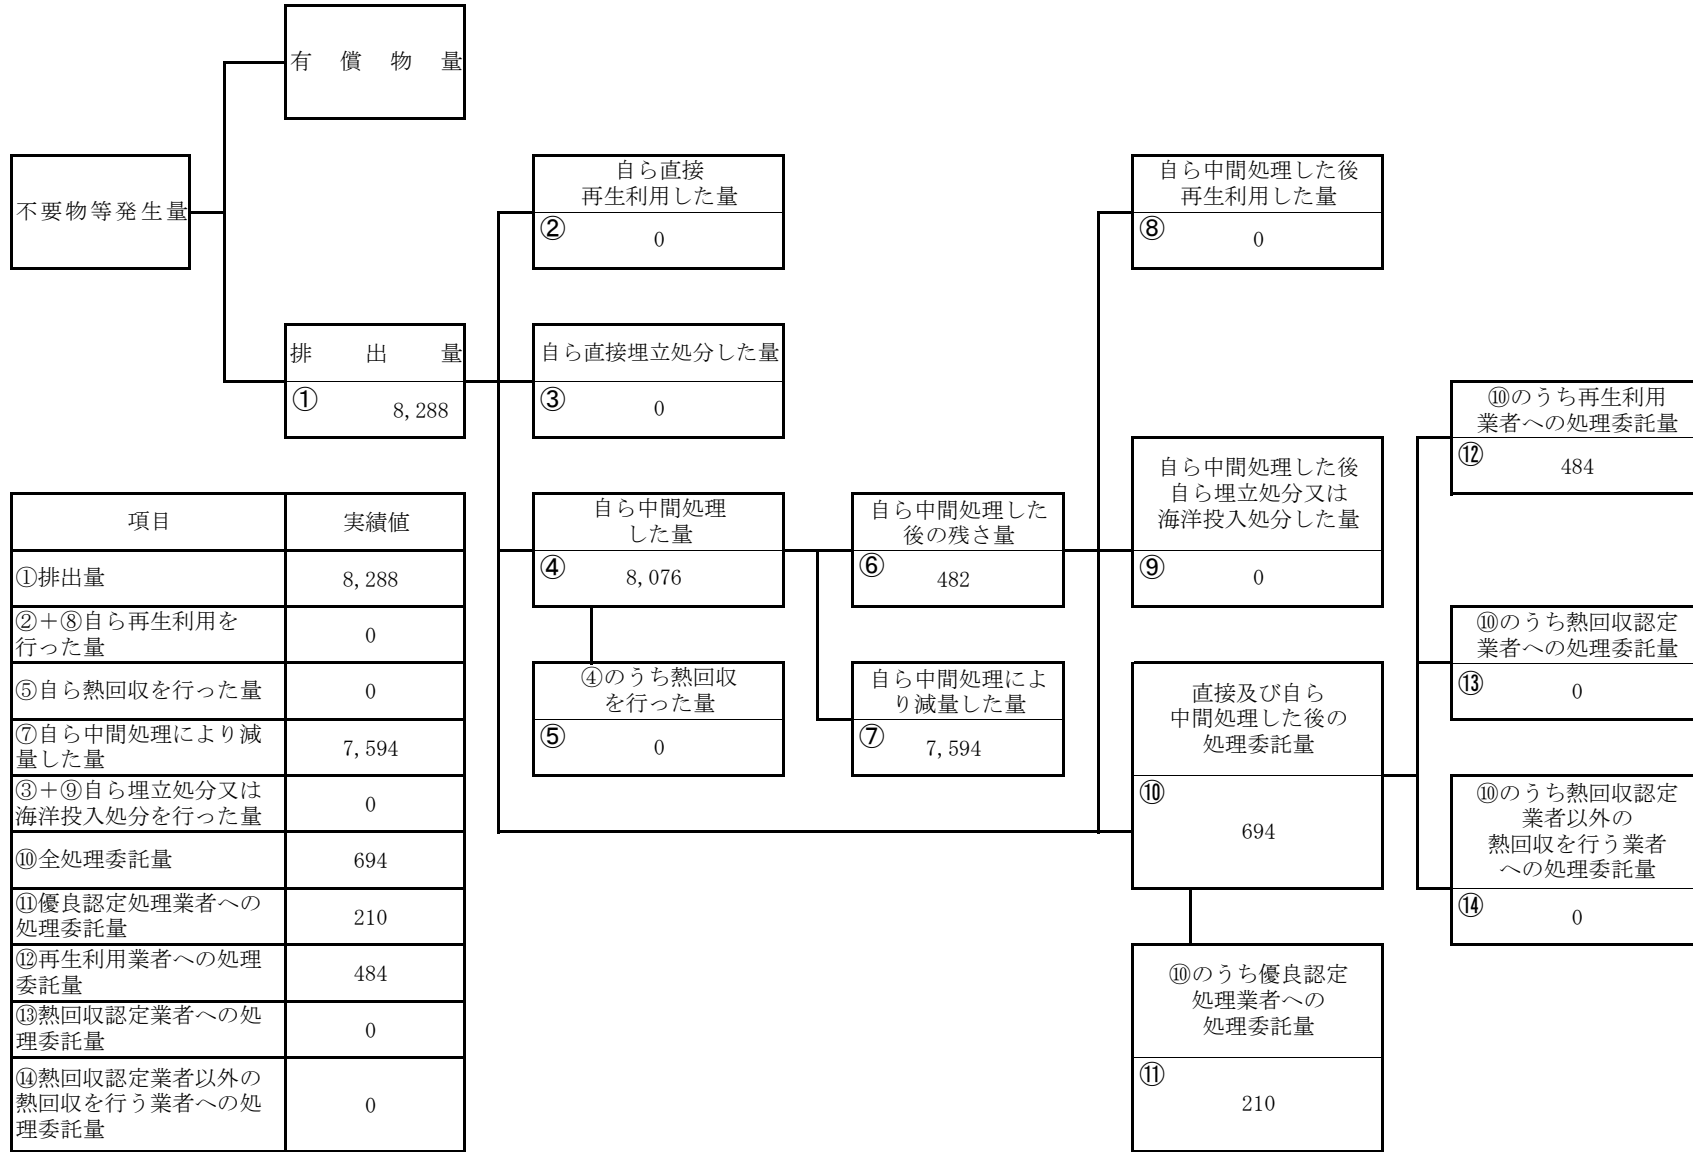 有償物量
不要物等発生量
排出量
① 8,288
自ら直接
再生利用した量
② 0
自ら直接埋立処分した量
③ 0
自ら中間処理
した量
④ 8,076
④のうち熱回収
を行った量
⑤ 0
自ら中間処理した
後の残さ量
⑥ 482
自ら中間処理によ
り減量した量
⑦ 7,594
自ら中間処理した後
再生利用した量
⑧ 0
自ら中間処理した後
自ら埋立処分又は
海洋投入処分した量
⑨ 0
直接及び自ら
中間処理した後の
処理委託量
⑩
694
⑩のうち優良認定
処理業者への
処理委託量
⑪
210
⑩のうち再生利用
業者への処理委託量
⑫ 484
⑩のうち熱回収認定
業者への処理委託量
⑬ 0
⑩のうち熱回収認定
業者以外の
熱回収を行う業者
への処理委託量
⑭ 0
項目 実績値
①排出量 8,288
②＋⑧自ら再生利用を
行った量 0
⑤自ら熱回収を行った量 0
⑦自ら中間処理により減
量した量 7,594
③＋⑨自ら埋立処分又は
海洋投入処分を行った量 0
⑩全処理委託量 694
⑪優良認定処理業者への
処理委託量 210
⑫再生利用業者への処理
委託量 484
⑬熱回収認定業者への処
理委託量 0
⑭熱回収認定業者以外の
熱回収を行う業者への処
理委託量 0